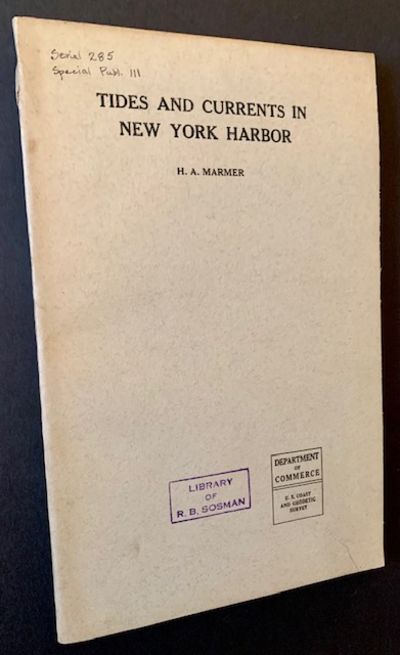 Serial 285
Special Publ. 111
TIDES AND CURRENTS IN
NEW YORK HARBOR
H. A. MARMER
LIBRARY
OF
R. B. SOSMAN
DEPARTMENT
OF
COMMERCE
U. S. COAST
AND GEODETIC
SURVEY